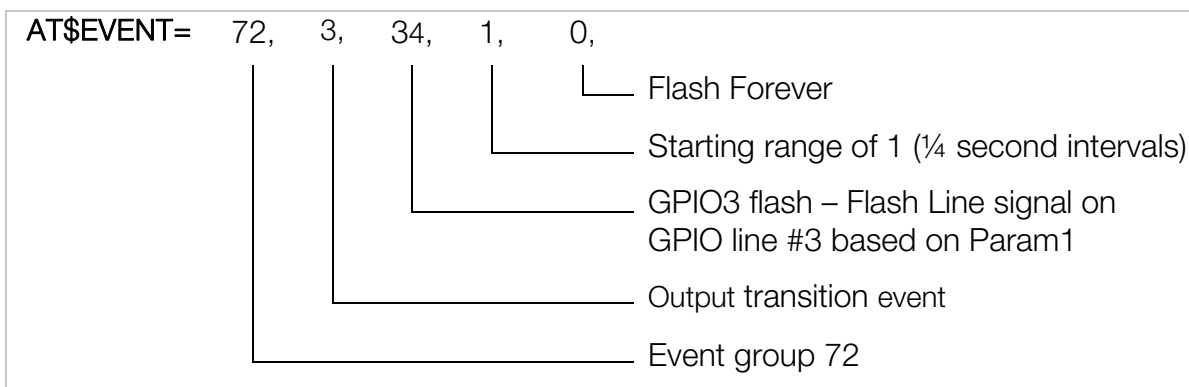 AT$EVENT= 72, 3, 34, 1, 0,
Flash Forever
Starting range of 1 (¼ second intervals)
GPIO3 flash – Flash Line signal on
GPIO line #3 based on Param1
Output transition event
Event group 72